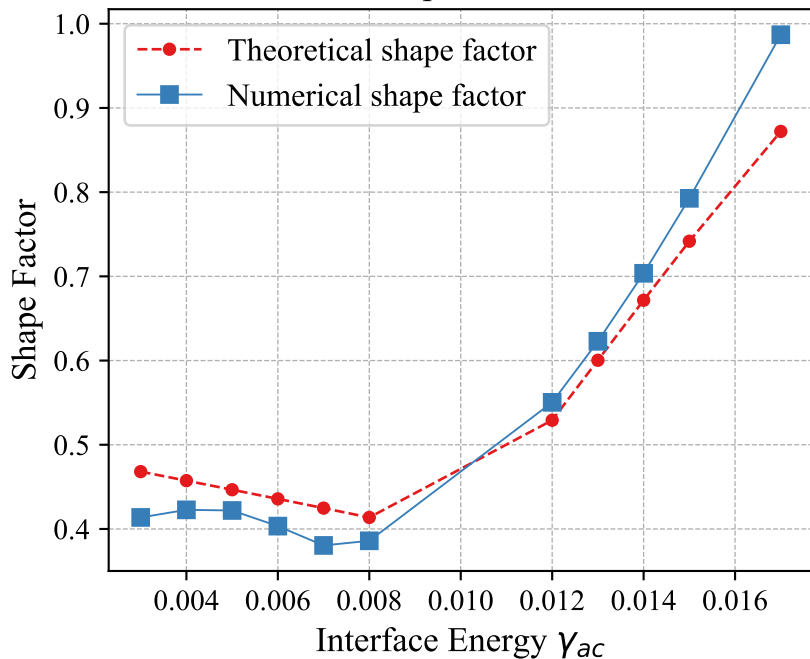 Theoretical shape factor
Numerical shape factor
Shape Factor
1.0
0.9
0.8
0.7
0.6
0.5
0.4
0.004 0.006 0.008 0.010 0.012 0.014 0.016
Interface Energy γac